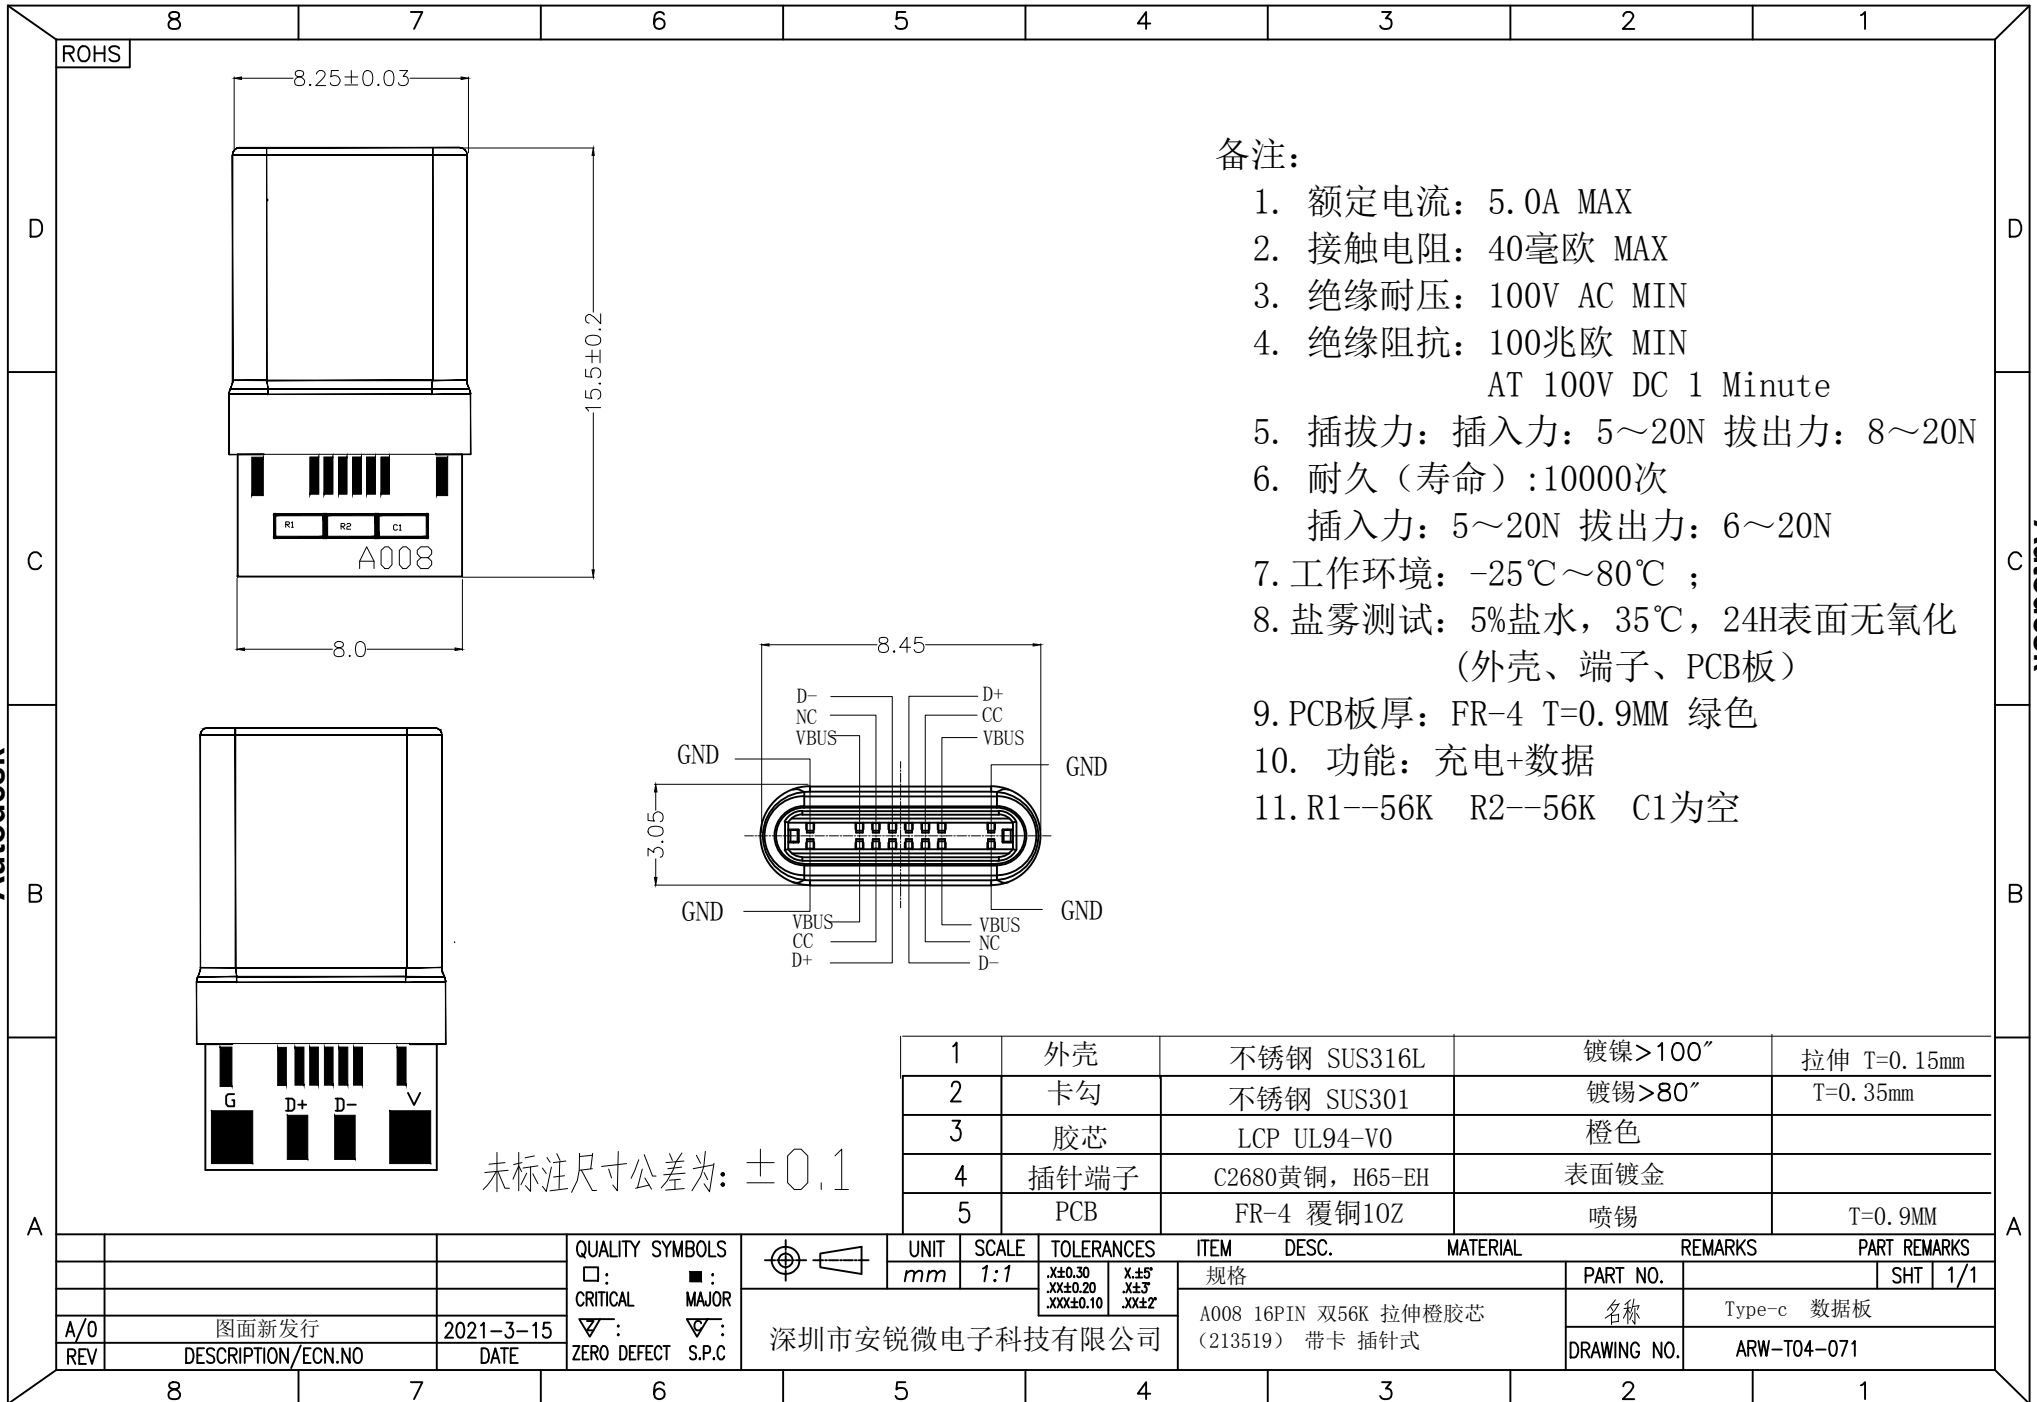 8 7 6 5 4 3 2 1
ROHS
8.25±0.03
15.5±0.2
R1 R2 C1
A008
8.0
D D
C C
B B
A A
备注：
1. 额定电流：5.0A MAX
2. 接触电阻：40毫欧 MAX
3. 绝缘耐压：100V AC MIN
4. 绝缘阻抗：100兆欧 MIN
AT 100V DC 1 Minute
5. 插拔力：插入力：5～20N 拔出力：8～20N
6. 耐久（寿命）:10000次
插入力：5～20N 拔出力：6～20N
7.工作环境：-25℃～80℃ ；
8.盐雾测试：5%盐水，35℃，24H表面无氧化
(外壳、端子、PCB板）
9.PCB板厚：FR-4 T=0.9MM 绿色
10. 功能：充电+数据
11.R1--56K R2--56K C1为空
8.45
D- D+
NC CC
VBUS VBUS
GND GND
3.05
GND GND
VBUS VBUS
CC NC
D+ D-
G D+ D- V
未标注尺寸公差为：±0.1
1 外壳 不锈钢 SUS316L 镀镍>100″ 拉伸 T=0.15mm
2 卡勾 不锈钢 SUS301 镀锡>80″ T=0.35mm
3 胶芯 LCP UL94-V0 橙色
4 插针端子 C2680黄铜，H65-EH 表面镀金
5 PCB FR-4 覆铜1OZ 喷锡 T=0.9MM
ITEM DESC. MATERIAL REMARKS PART REMARKS
QUALITY SYMBOLS
□: ■:
CRITICAL MAJOR
Z : C :
ZERO DEFECT S.P.C
UNIT SCALE TOLERANCES
mm 1:1
.X±0.30 X.±5°
.XX±0.20 .X±3°
.XXX±0.10 .XX±2°
深圳市安锐微电子科技有限公司
规格
A008 16PIN 双56K 拉伸橙胶芯
（213519） 带卡 插针式
PART NO. SHT 1/1
名称 Type-c 数据板
DRAWING NO. ARW-T04-071
A/0 图面新发行 2021-3-15
REV DESCRIPTION/ECN.NO DATE
8 7 6 5 4 3 2 1